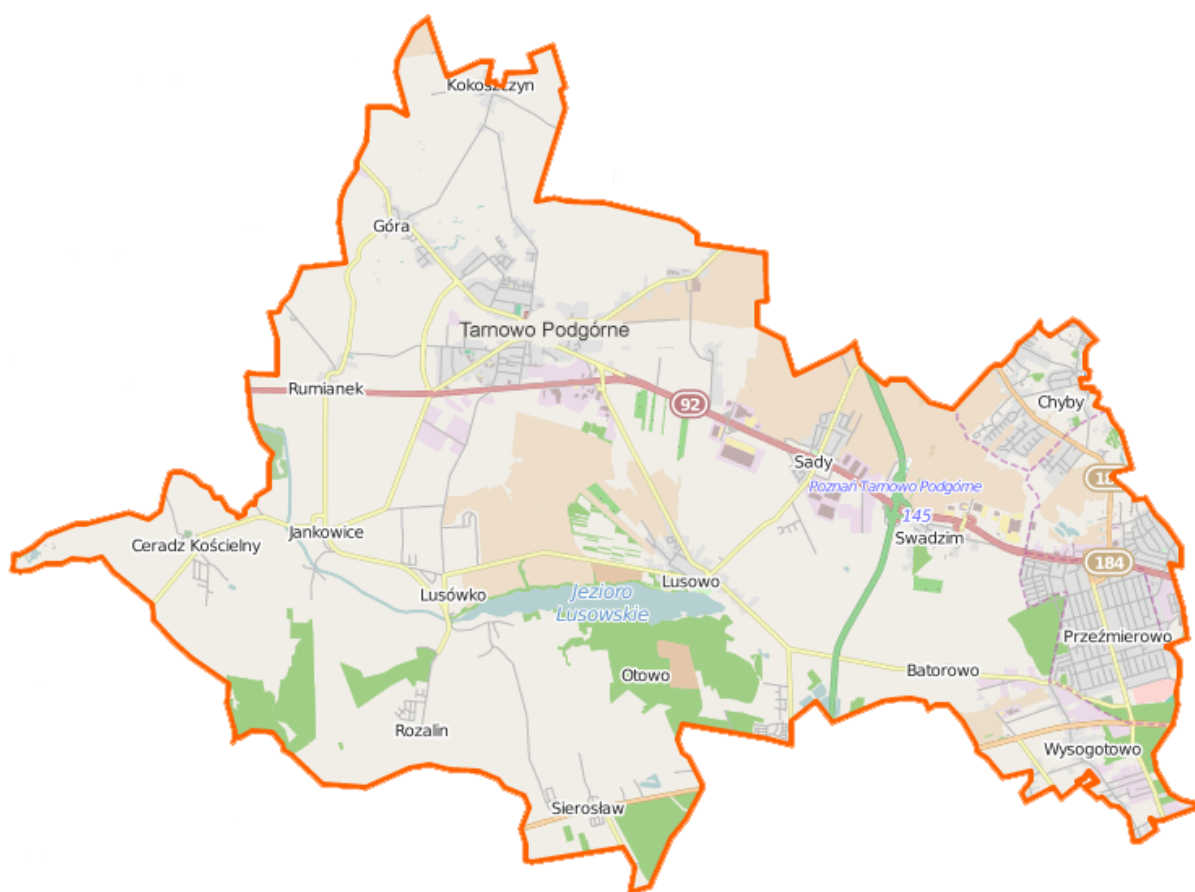 Kokoszczyn
Góra
Tarnowo Podgórne
Rumianek
92
Chyby
Sady
Poznań Tarnowo Podgórne
145
Swadzim
Jankowice
Ceradz Kościelny
184
Lusowo
Lusówko
Jezioro
Lusowskie
Przeźmierowo
Otowo
Batorowo
Rozalin
Wysogotowo
Sierosław